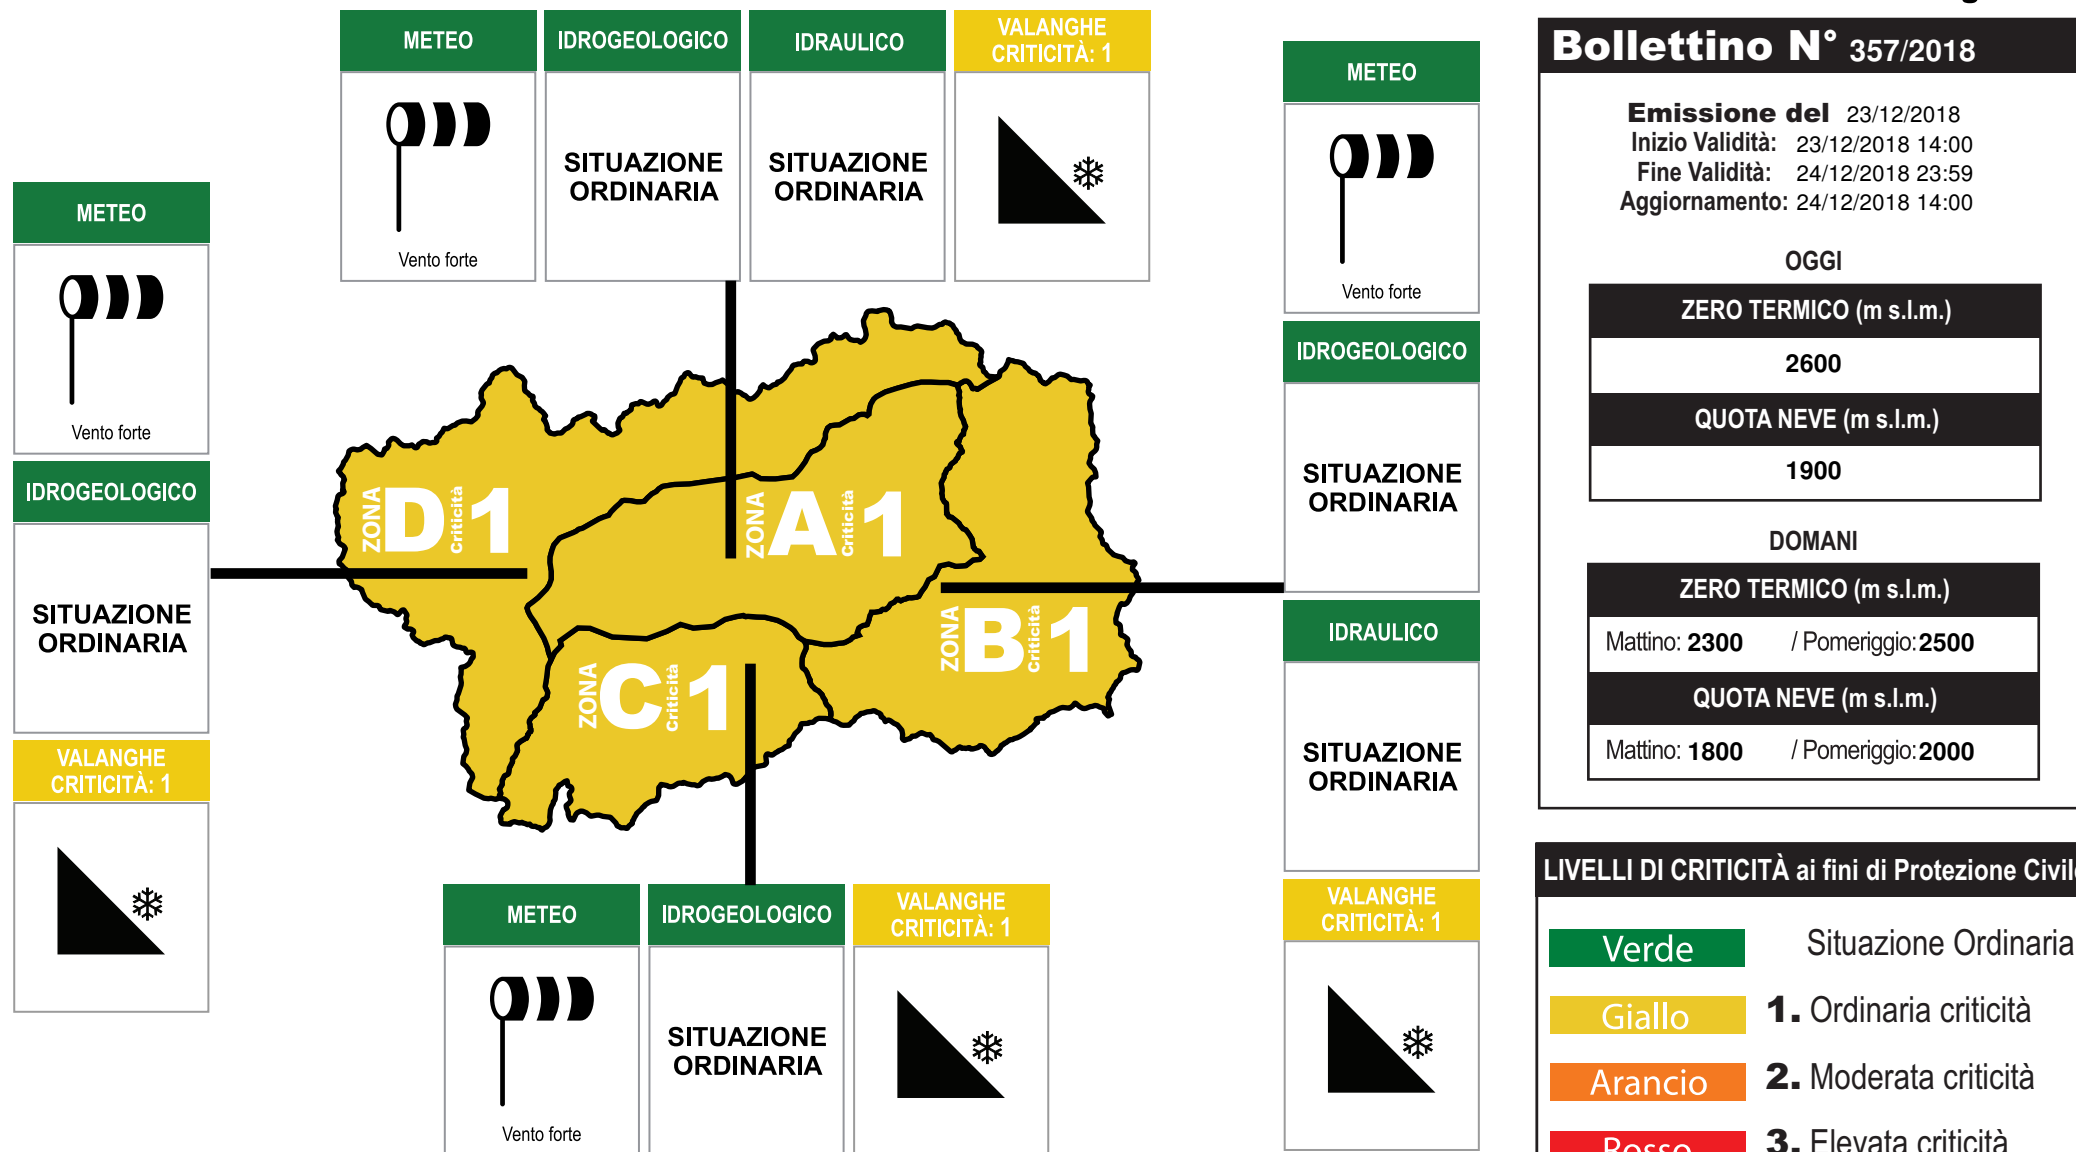 METEO
IDROGEOLOGICO
IDRAULICO
VALANGHE
CRITICITÀ: 1
Vento forte
SITUAZIONE
ORDINARIA
SITUAZIONE
ORDINARIA
METEO
Vento forte
IDROGEOLOGICO
SITUAZIONE
ORDINARIA
VALANGHE
CRITICITÀ: 1
ZONA D Criticità 1
ZONA A Criticità 1
ZONA B Criticità 1
ZONA C Criticità 1
METEO
Vento forte
IDROGEOLOGICO
SITUAZIONE
ORDINARIA
IDRAULICO
SITUAZIONE
ORDINARIA
VALANGHE
CRITICITÀ: 1
METEO
IDROGEOLOGICO
VALANGHE
CRITICITÀ: 1
Vento forte
SITUAZIONE
ORDINARIA
Bollettino N° 357/2018
Emissione del 23/12/2018
Inizio Validità: 23/12/2018 14:00
Fine Validità: 24/12/2018 23:59
Aggiornamento: 24/12/2018 14:00
OGGI
ZERO TERMICO (m s.l.m.)
2600
QUOTA NEVE (m s.l.m.)
1900
DOMANI
ZERO TERMICO (m s.l.m.)
Mattino: 2300 / Pomeriggio: 2500
QUOTA NEVE (m s.l.m.)
Mattino: 1800 / Pomeriggio: 2000
LIVELLI DI CRITICITÀ ai fini di Protezione Civile
Verde Situazione Ordinaria
Giallo 1. Ordinaria criticità
Arancio 2. Moderata criticità
Rosso 3. Elevata criticità